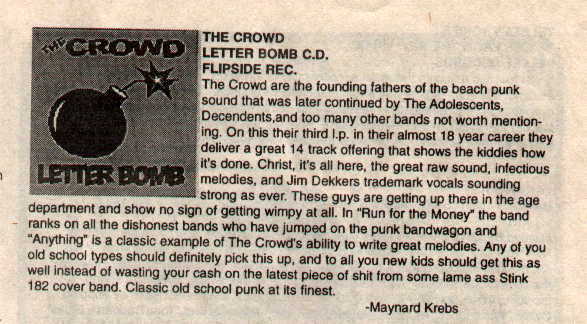 THE CROWD
LETTER BOMB
THE CROWD
LETTER BOMB C.D.
FLIPSIDE REC.
The Crowd are the founding fathers of the beach punk
sound that was later continued by The Adolescents,
Decendents,and too many other bands not worth mention-
ing. On this their third l.p. in their almost 18 year career they
deliver a great 14 track offering that shows the kiddies how
it's done. Christ, it's all here, the great raw sound, infectious
melodies, and Jim Dekkers trademark vocals sounding
strong as ever. These guys are getting up there in the age
department and show no sign of getting wimpy at all. In "Run for the Money" the band
ranks on all the dishonest bands who have jumped on the punk bandwagon and
"Anything" is a classic example of The Crowd's ability to write great melodies. Any of you
old school types should definitely pick this up, and to all you new kids should get this as
well instead of wasting your cash on the latest piece of shit from some lame ass Stink
182 cover band. Classic old school punk at its finest.
-Maynard Krebs